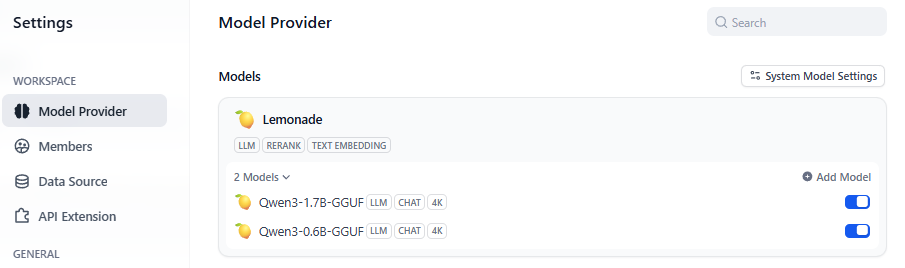 Settings
WORKSPACE
Model Provider
Members
Data Source
API Extension
GENERAL
Model Provider
Search
Models
System Model Settings
Lemonade
LLM RERANK TEXT EMBEDDING
2 Models
Add Model
Qwen3-1.7B-GGUF LLM CHAT 4K
Qwen3-0.6B-GGUF LLM CHAT 4K